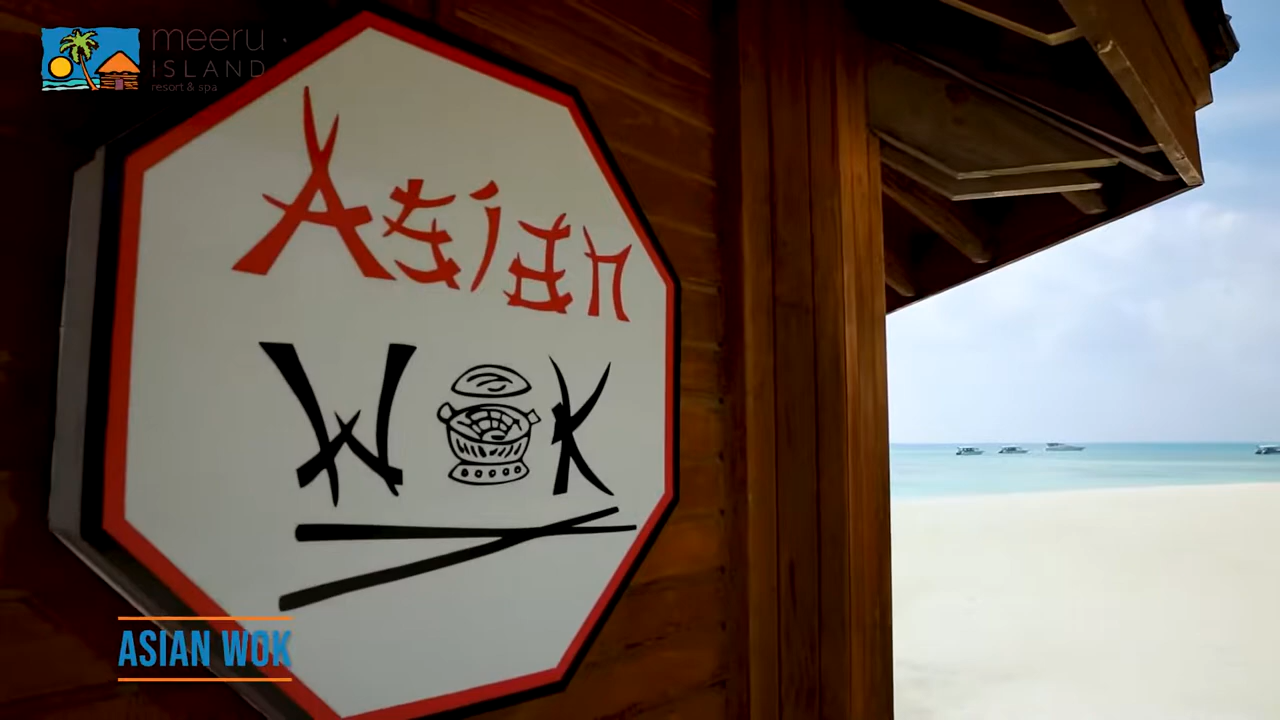 meeru
ISLAND
resort & spa
Asian
WOK
ASIAN WOK